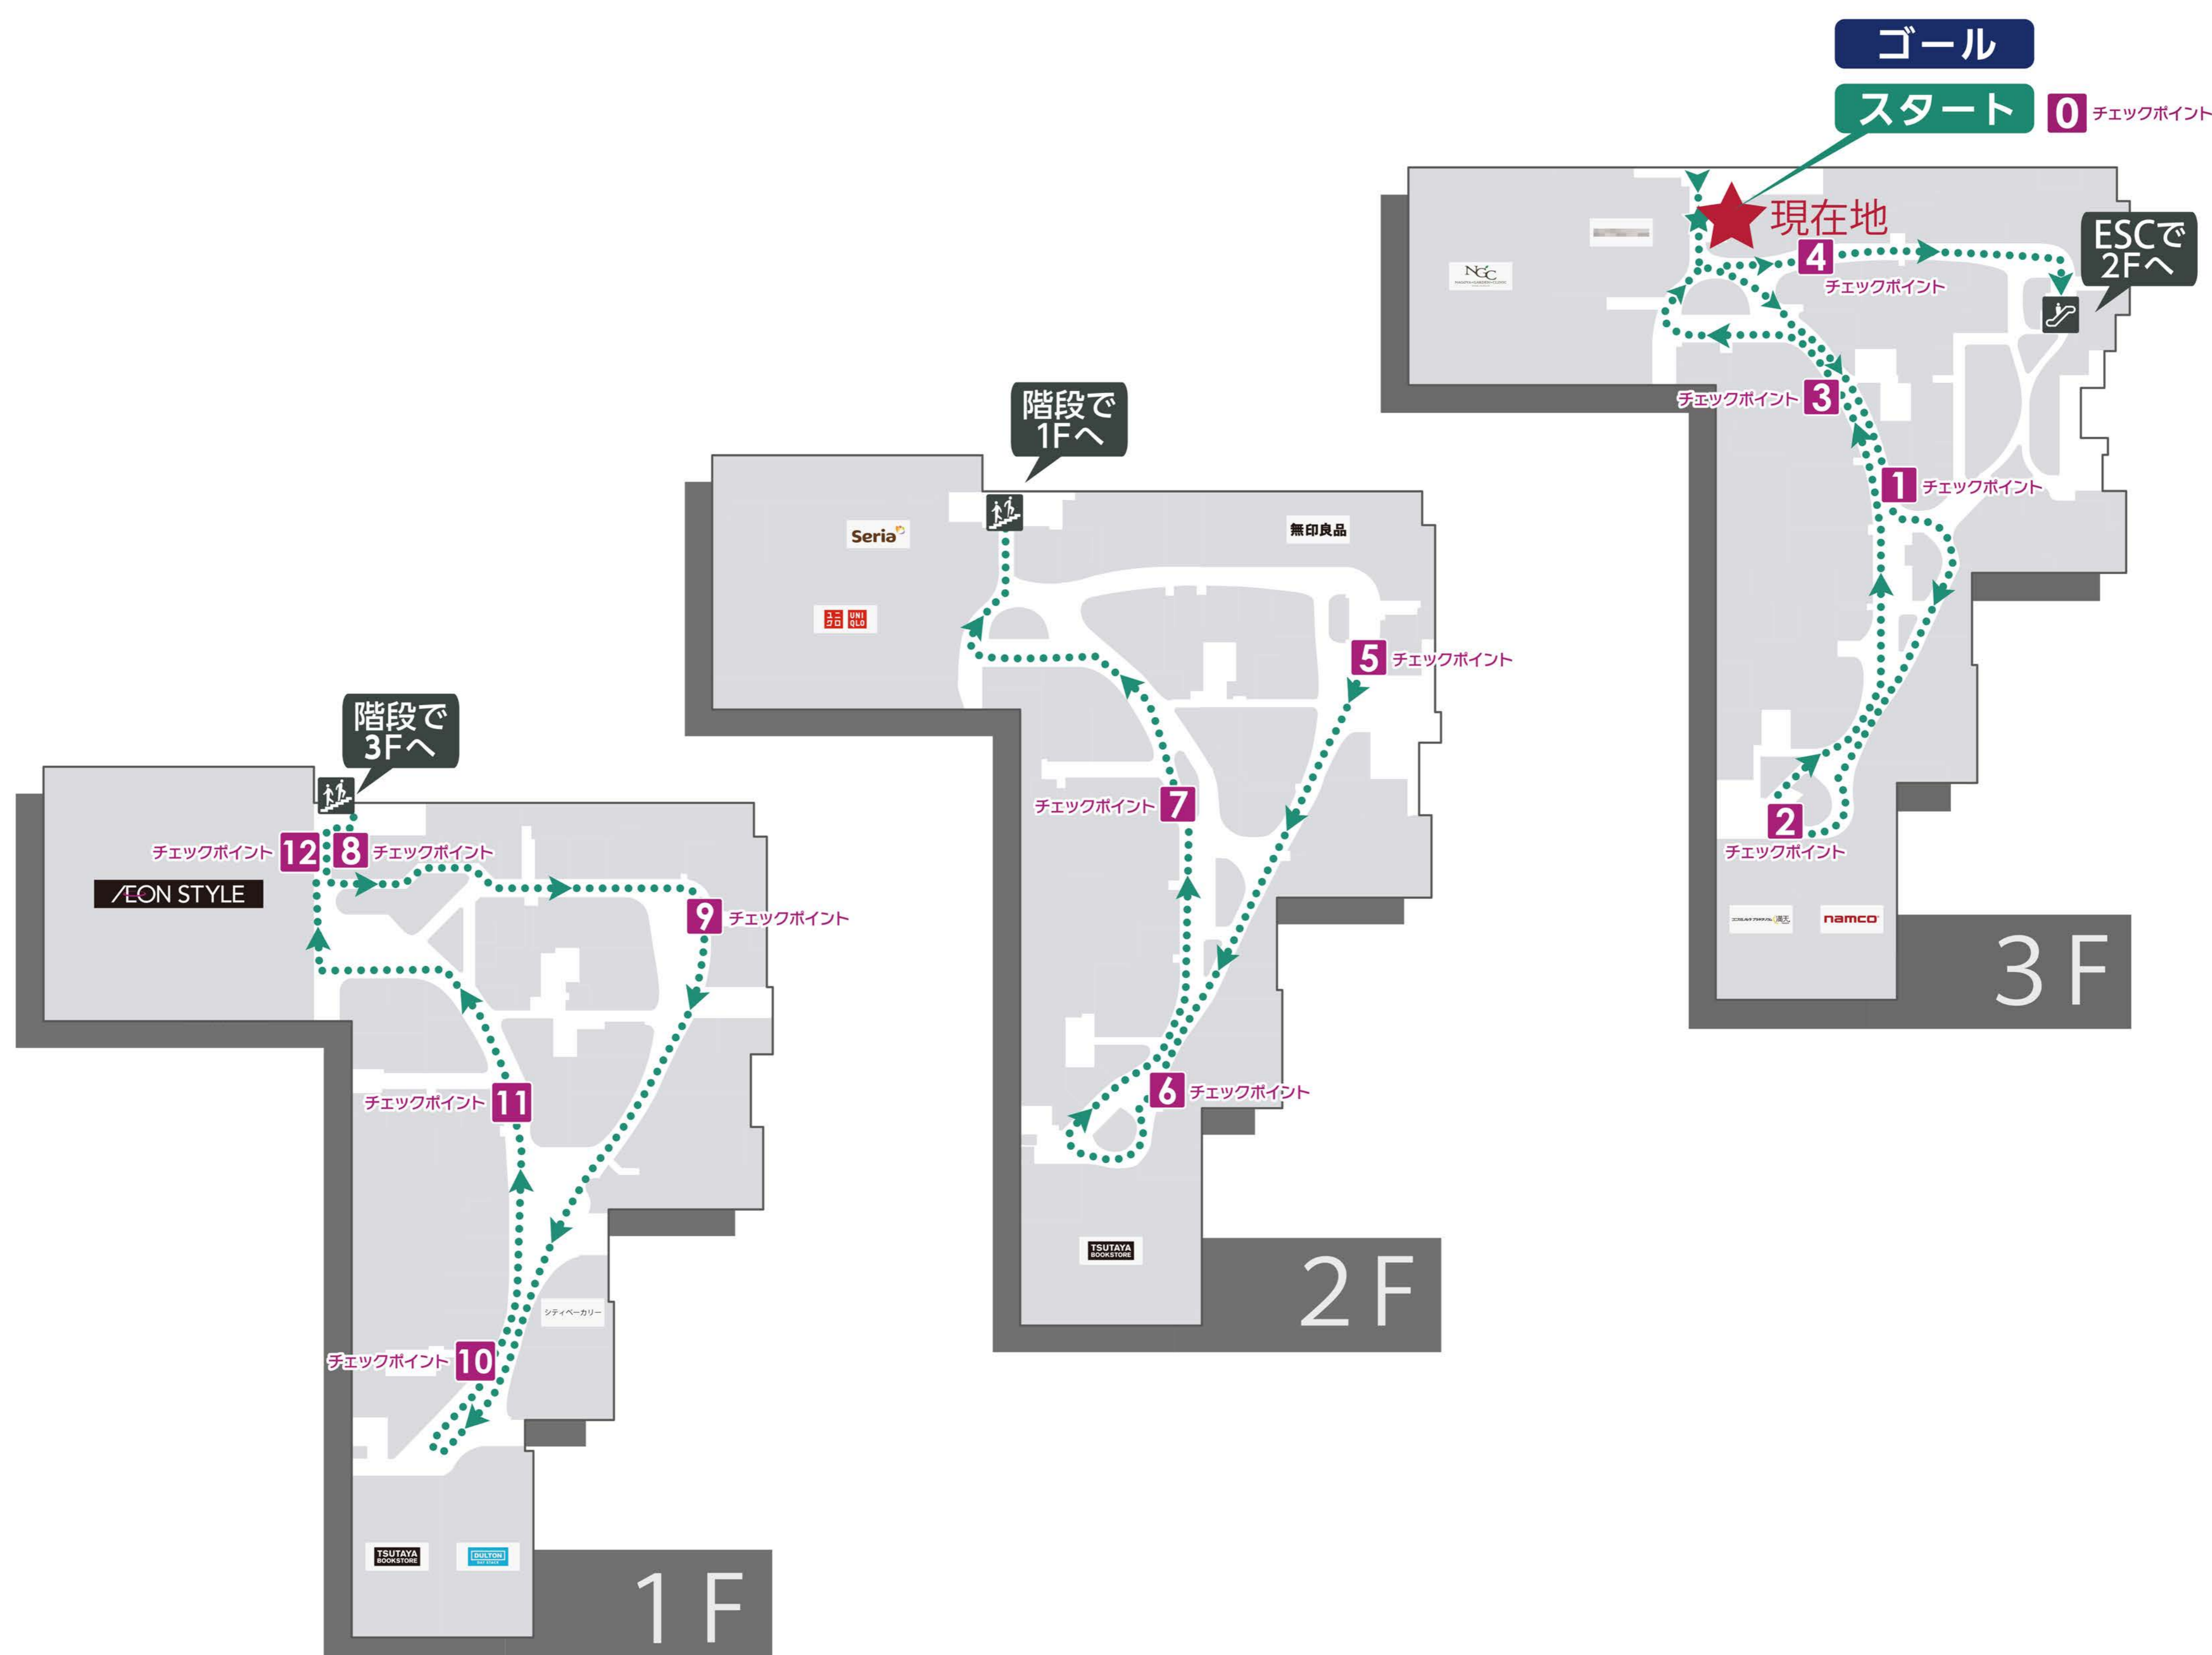 ゴール
スタート 0 チェックポイント
現在地
4
チェックポイント
ESCで
2Fへ
NGC
チェックポイント 3
1 チェックポイント
2
チェックポイント
namco
3F
階段で
1Fへ
Seria
無印良品
ユニクロ UNIQLO
5 チェックポイント
チェックポイント 7
6 チェックポイント
TSUTAYA
BOOKSTORE
2F
階段で
3Fへ
チェックポイント 12 8 チェックポイント
ÆON STYLE
9 チェックポイント
チェックポイント 11
シティベーカリー
チェックポイント 10
TSUTAYA
BOOKSTORE
DULTON
1F